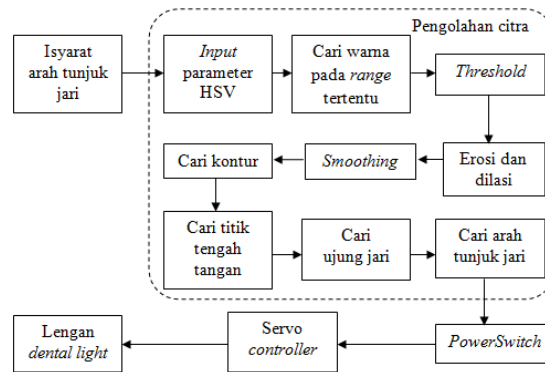 Pengolahan citra
Isyarat
arah tunjuk
jari
Input
parameter
HSV
Cari warna
pada range
tertentu
Threshold
Erosi dan
dilasi
Smoothing
Cari kontur
Cari titik
tengah
tangan
Cari
ujung jari
Cari arah
tunjuk jari
PowerSwitch
Servo
controller
Lengan
dental light